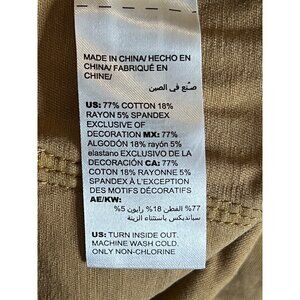 MADE IN CHINA/ HECHO EN
CHINA/ FABRIQUÉ EN
CHINE/
صنع في الصين
US: 77% COTTON 18%
RAYON 5% SPANDEX
EXCLUSIVE OF
DECORATION MX: 77%
ALGODÓN 18% rayón 5%
elastano EXCLUSIVO DE LA
DECORACIÓN CA: 77%
COTON 18% RAYONNE 5%
SPANDEX À L'EXCEPTION
DES MOTIFS DÉCORATIFS
AE/KW:
77% القطن 18% رايون 5%
سبانديكس باستثناء الزينة
US: TURN INSIDE OUT.
MACHINE WASH COLD.
ONLY NON-CHLORINE